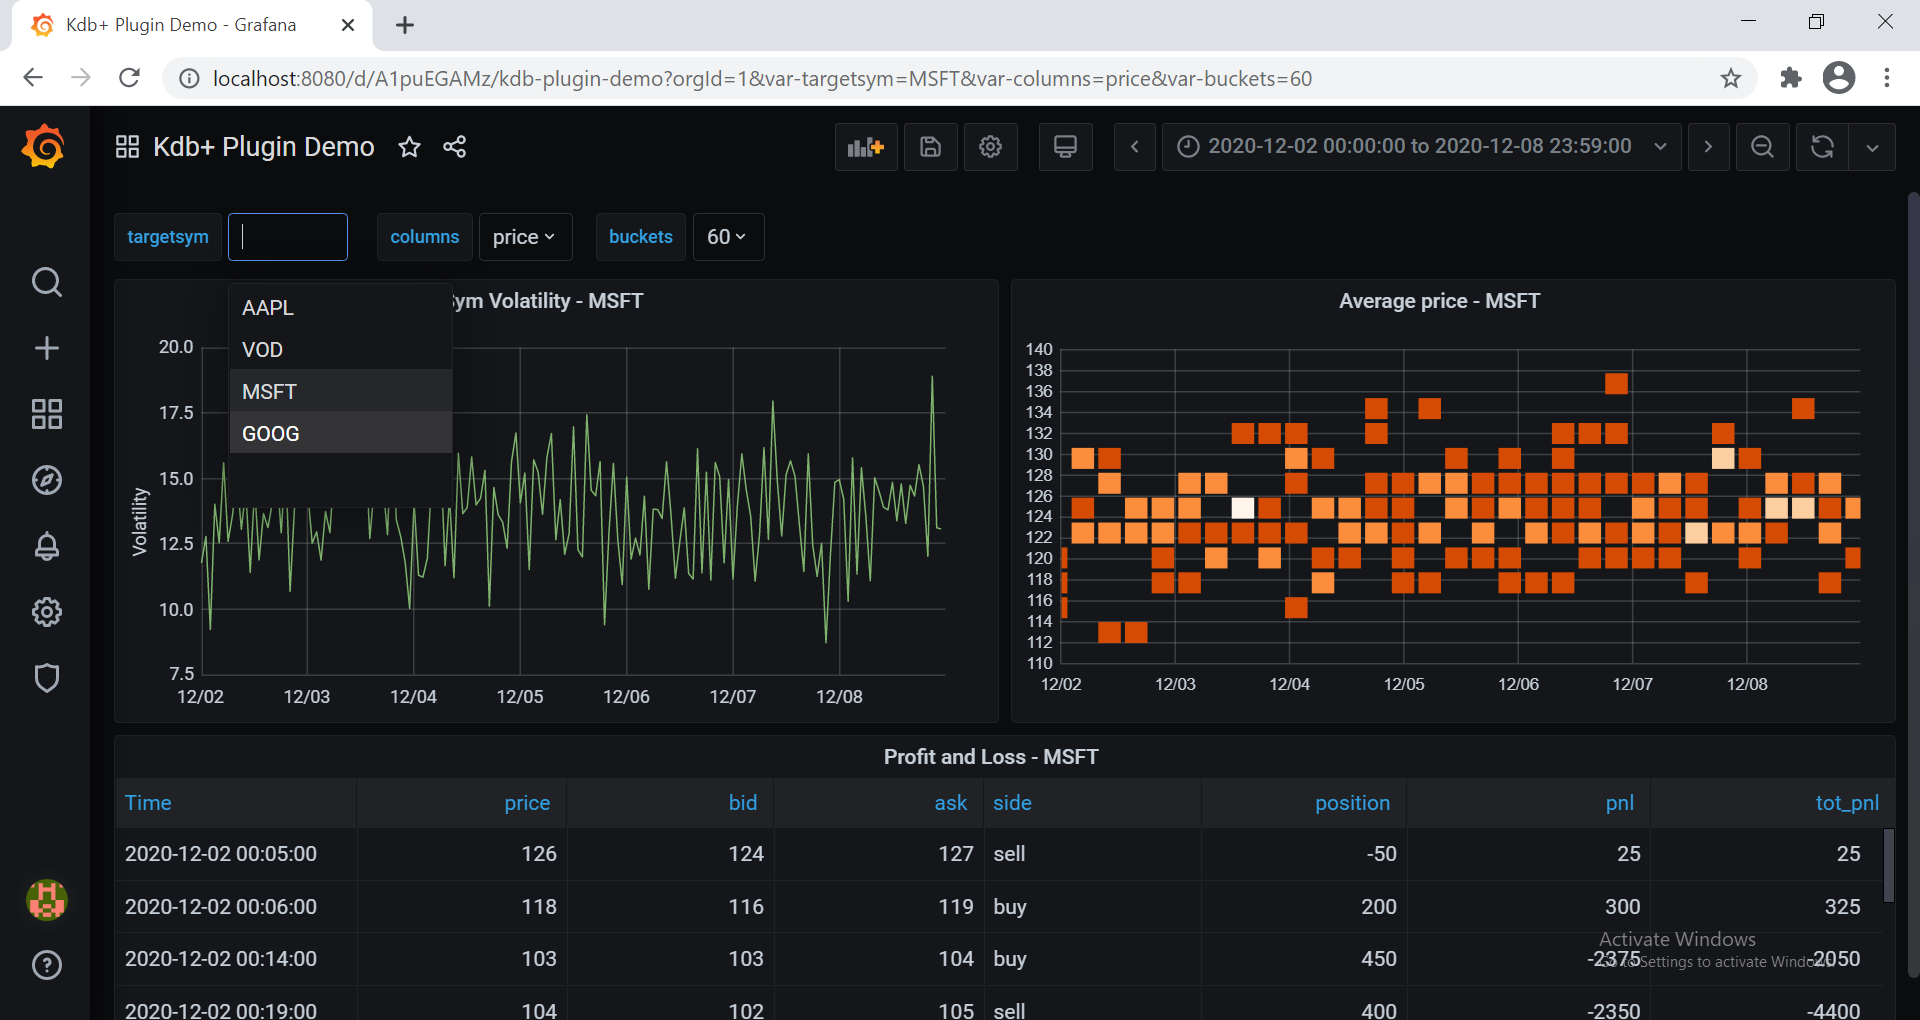 Kdb+ Plugin Demo - Grafana
localhost:8080/d/A1puEGAMz/kdb-plugin-demo?orgId=1&var-targetsym=MSFT&var-columns=price&var-buckets=60
Kdb+ Plugin Demo
2020-12-02 00:00:00 to 2020-12-08 23:59:00
targetsym columns price buckets 60
AAPL
VOD
MSFT
GOOG
Sym Volatility - MSFT
20.0
17.5
15.0
12.5
10.0
7.5
Volatility
12/02 12/03 12/04 12/05 12/06 12/07 12/08
Average price - MSFT
140
138
136
134
132
130
128
126
124
122
120
118
116
114
112
110
12/02 12/03 12/04 12/05 12/06 12/07 12/08
Profit and Loss - MSFT
Time price bid ask side position pnl tot_pnl
2020-12-02 00:05:00 126 124 127 sell -50 25 25
2020-12-02 00:06:00 118 116 119 buy 200 300 325
2020-12-02 00:14:00 103 103 104 buy 450 -2375 -2050
2020-12-02 00:19:00 104 102 105 sell 400 -2350 -4400
Activate Windows
Go to Settings to activate Windows.